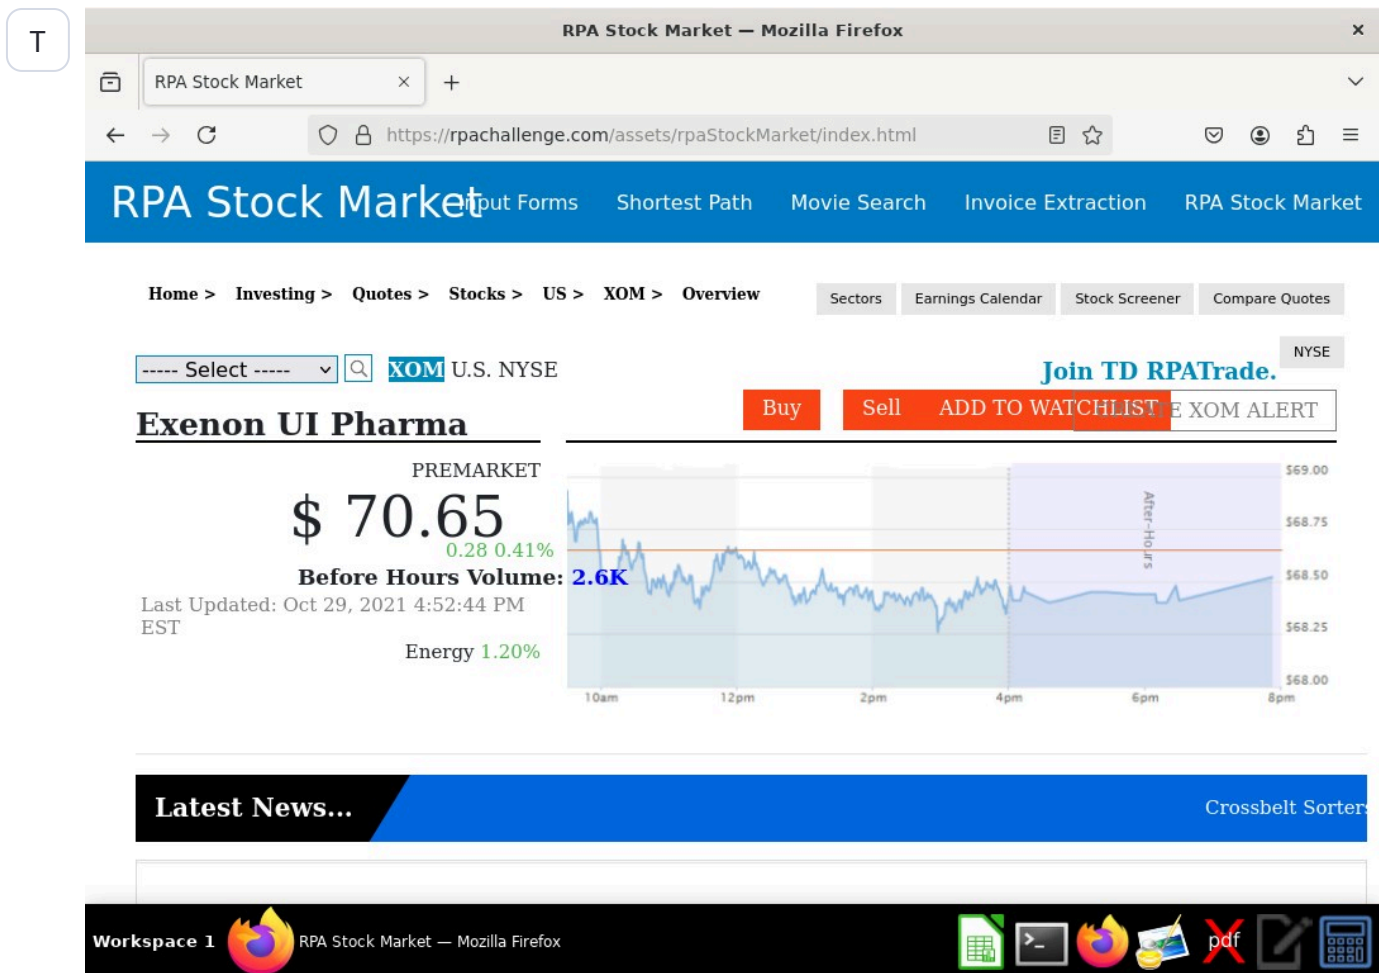 T
RPA Stock Market — Mozilla Firefox
RPA Stock Market
https://rpachallenge.com/assets/rpaStockMarket/index.html
RPA Stock Market Input Forms Shortest Path Movie Search Invoice Extraction RPA Stock Market
Home > Investing > Quotes > Stocks > US > XOM > Overview
Sectors Earnings Calendar Stock Screener Compare Quotes
NYSE
----- Select ----- XOM U.S. NYSE
Join TD RPATrade.
Exenon UI Pharma
Buy Sell ADD TO WATCHLIST CREATE XOM ALERT
PREMARKET
$ 70.65
0.28 0.41%
Before Hours Volume: 2.6K
Last Updated: Oct 29, 2021 4:52:44 PM
EST
Energy 1.20%
After-Hours
$69.00
$68.75
$68.50
$68.25
$68.00
10am 12pm 2pm 4pm 6pm 8pm
Latest News... Crossbelt Sorters
Workspace 1 RPA Stock Market — Mozilla Firefox
pdf